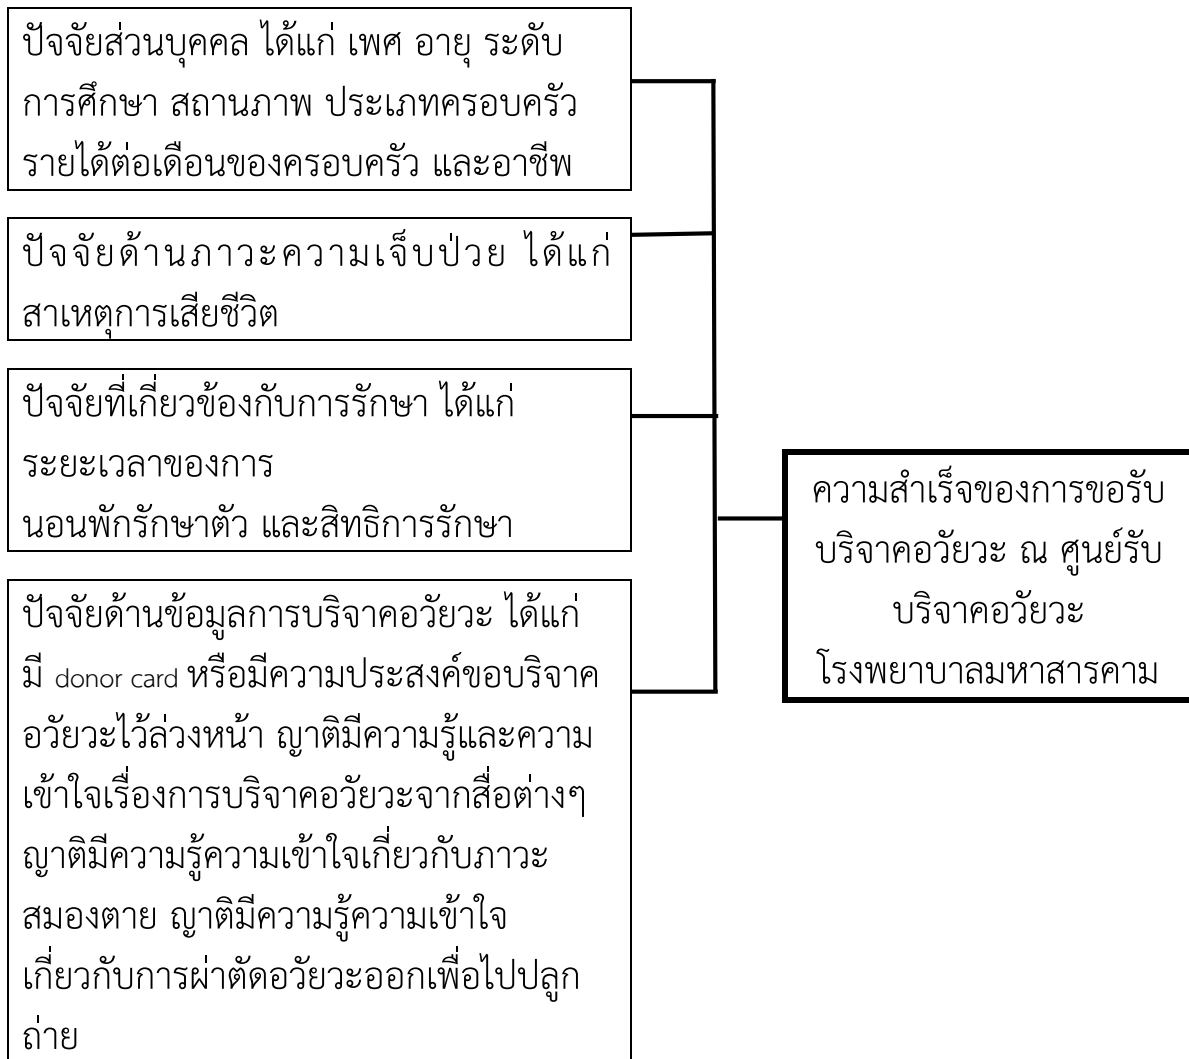 ปัจจัยส่วนบุคคล ได้แก่ เพศ อายุ ระดับ
การศึกษา สถานภาพ ประเภทครอบครัว
รายได้ต่อเดือนของครอบครัว และอาชีพ
ปัจจัยด้านภาวะความเจ็บป่วย ได้แก่
สาเหตุการเสียชีวิต
ปัจจัยที่เกี่ยวข้องกับการรักษา ได้แก่
ระยะเวลาของการ
นอนพักรักษาตัว และสิทธิการรักษา
ปัจจัยด้านข้อมูลการบริจาคอวัยวะ ได้แก่
มี donor card หรือมีความประสงค์ขอบริจาค
อวัยวะไว้ล่วงหน้า ญาติมีความรู้และความ
เข้าใจเรื่องการบริจาคอวัยวะจากสื่อต่างๆ
ญาติมีความรู้ความเข้าใจเกี่ยวกับภาวะ
สมองตาย ญาติมีความรู้ความเข้าใจ
เกี่ยวกับการผ่าตัดอวัยวะออกเพื่อไปปลูก
ถ่าย
ความสำเร็จของการขอรับ
บริจาคอวัยวะ ณ ศูนย์รับ
บริจาคอวัยวะ
โรงพยาบาลมหาสารคาม